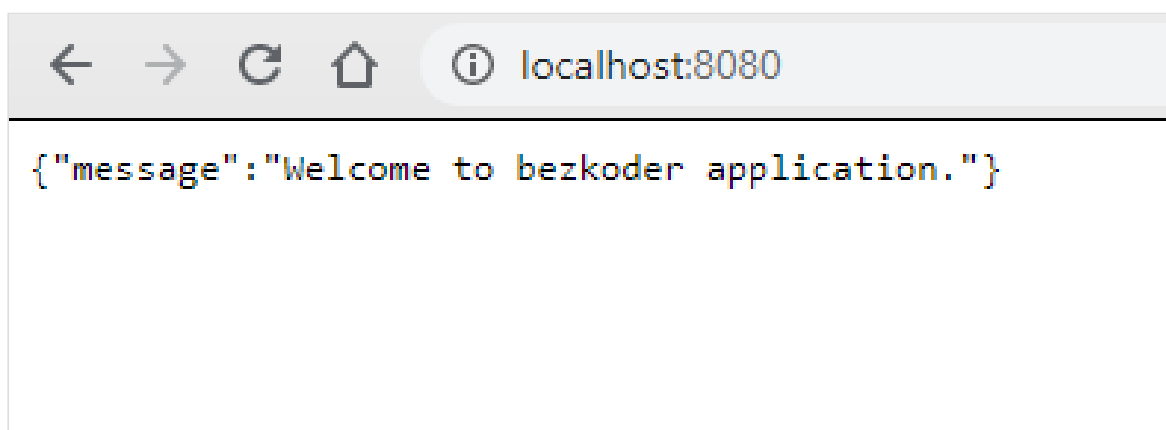 localhost:8080
{"message":"Welcome to bezkoder application."}